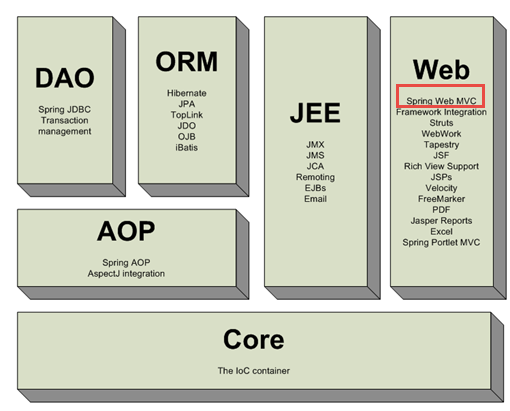 DAO
Spring JDBC
Transaction
management
ORM
Hibernate
JPA
TopLink
JDO
OJB
iBatis
JEE
JMX
JMS
JCA
Remoting
EJBs
Email
Web
Spring Web MVC
Framework Integration
Struts
WebWork
Tapestry
JSF
Rich View Support
JSPs
Velocity
FreeMarker
PDF
Jasper Reports
Excel
Spring Portlet MVC
AOP
Spring AOP
AspectJ integration
Core
The IoC container